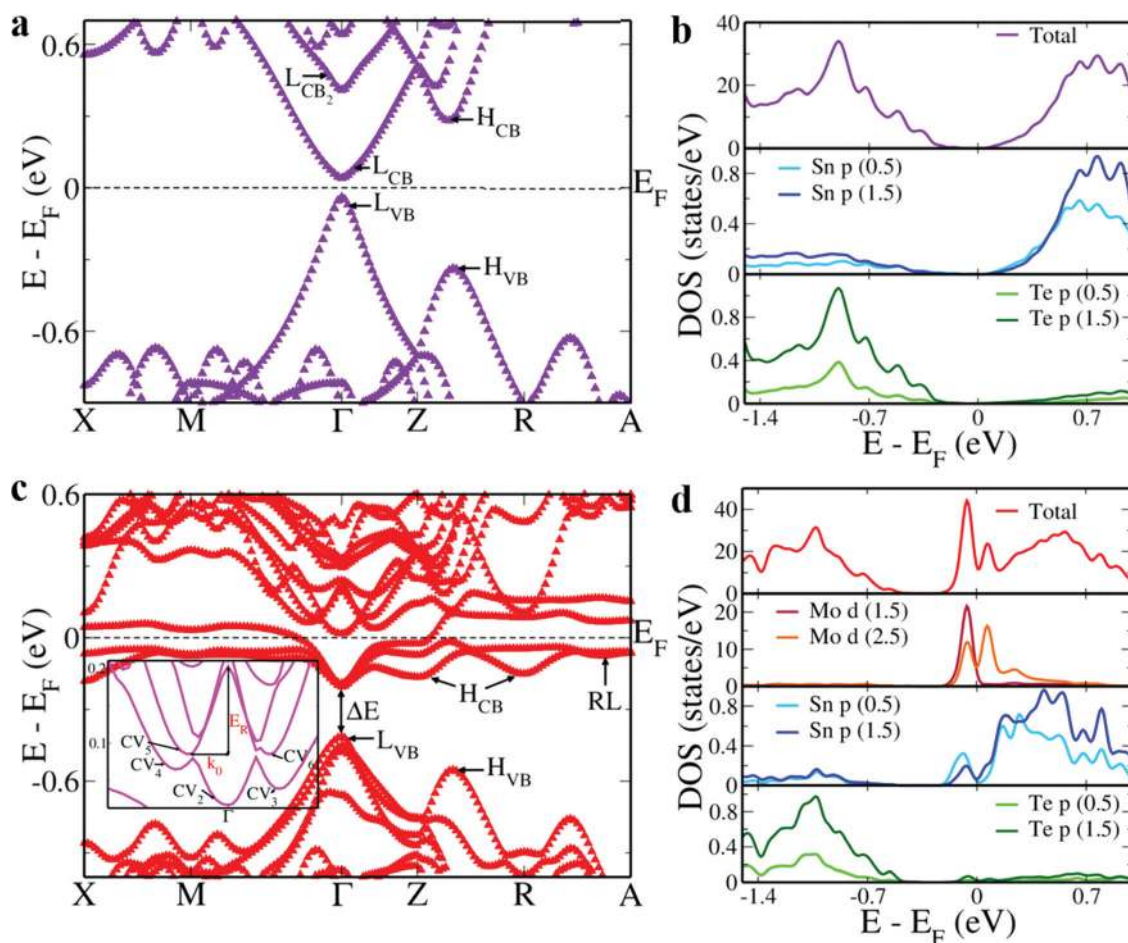 a
0.6
0
-0.6
E - E_F (eV)
L_CB₂
H_CB
L_CB
L_VB
H_VB
E_F
X M Γ Z R A
b
40
20
0
0.8
0.4
0
0.8
0.4
0
DOS (states/eV)
Total
Sn p (0.5)
Sn p (1.5)
Te p (0.5)
Te p (1.5)
-1.4 -0.7 0 0.7
E - E_F (eV)
c
0.6
0
-0.6
E - E_F (eV)
E_F
H_CB
RL
ΔE
L_VB
H_VB
0.2
0.1
E_R
k₀
CV₅
CV₆
CV₄
CV₂
CV₃
Γ
X M Γ Z R A
d
40
20
0
20
10
0
0.8
0.4
0
0.8
0.4
0
DOS (states/eV)
Total
Mo d (1.5)
Mo d (2.5)
Sn p (0.5)
Sn p (1.5)
Te p (0.5)
Te p (1.5)
-1.4 -0.7 0 0.7
E - E_F (eV)